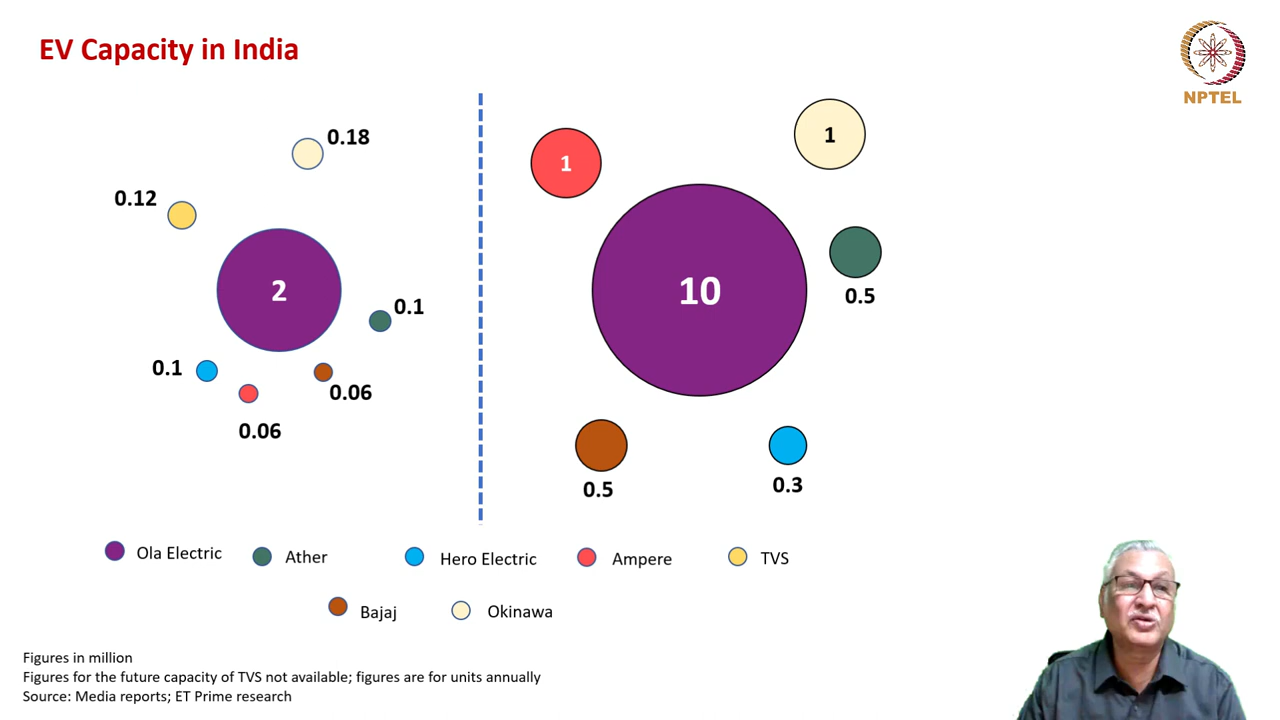 EV Capacity in India
NPTEL
0.18
0.12
2
0.1
0.1
0.06
0.06
1
1
10
0.5
0.5
0.3
Ola Electric
Ather
Hero Electric
Ampere
TVS
Bajaj
Okinawa
Figures in million
Figures for the future capacity of TVS not available; figures are for units annually
Source: Media reports; ET Prime research